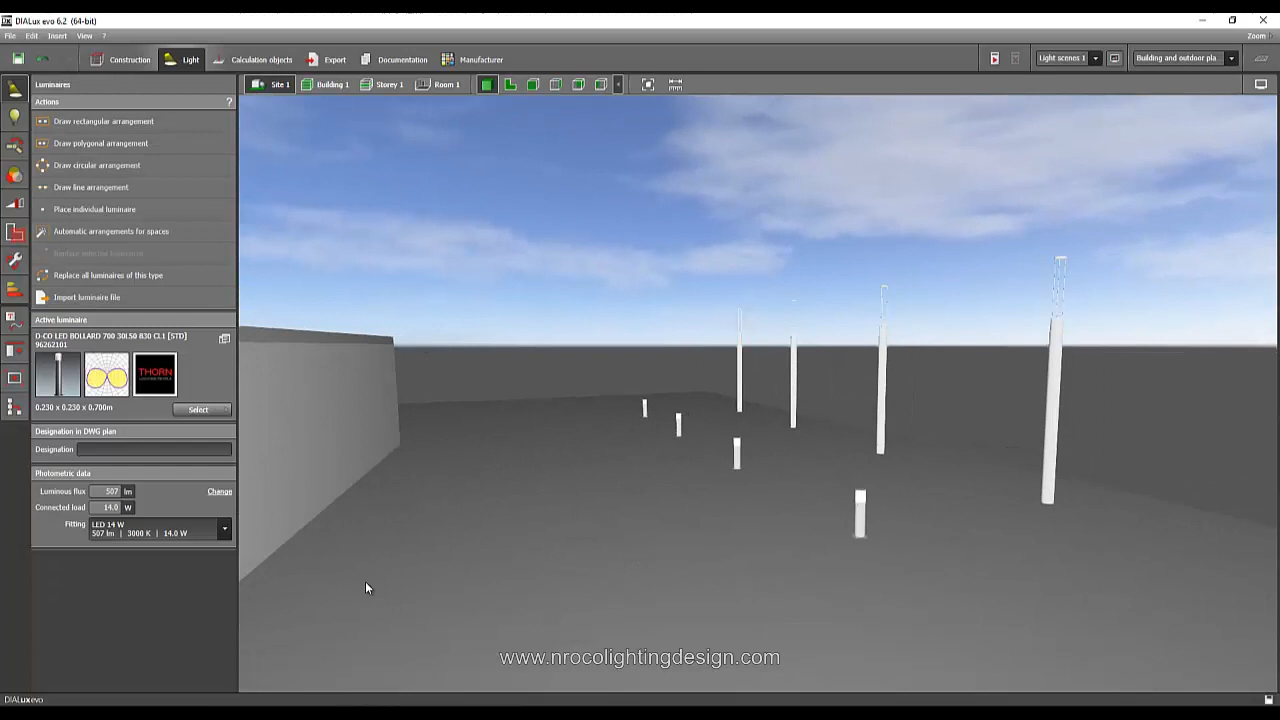 DIALux evo 6.2 (64-bit)
File Edit Insert View ?
Zoom
Construction Light Calculation objects Export Documentation Manufacturer
Light scenes 1 Building and outdoor pla
Luminaires
Site 1 Building 1 Storey 1 Room 1
Actions ?
Draw rectangular arrangement
Draw polygonal arrangement
Draw circular arrangement
Draw line arrangement
Place individual luminaire
Automatic arrangements for spaces
Replace selected luminaires
Replace all luminaires of this type
Import luminaire file
Active luminaire
D-CO LED BOLLARD 700 30L50 830 CL1 [STD]
96262101
THORN
0.230 x 0.230 x 0.700m Select
Designation in DWG plan
Designation
Photometric data
Luminous flux 507 lm Change
Connected load 14.0 W
Fitting LED 14 W
507 lm | 3000 K | 14.0 W
www.nrocolightingdesign.com
DIALux evo